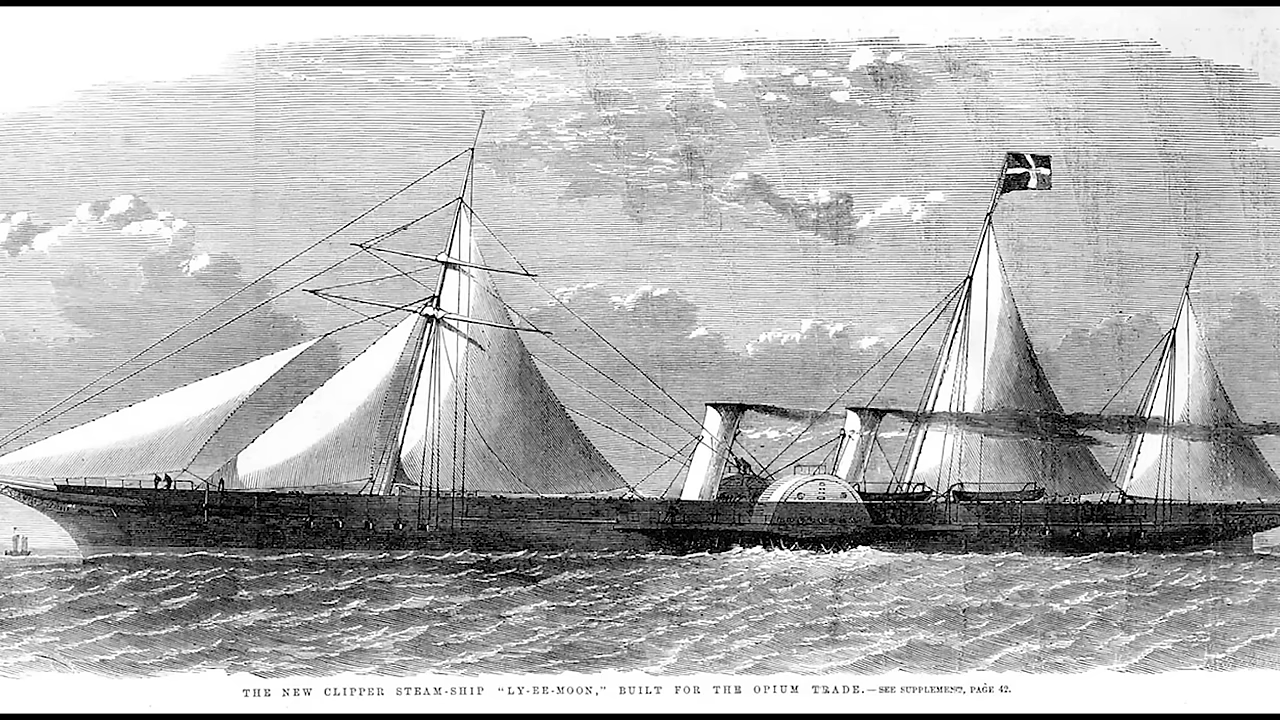 THE NEW CLIPPER STEAM-SHIP "LY-EE-MOON," BUILT FOR THE OPIUM TRADE.—SEE SUPPLEMENT, PAGE 42.